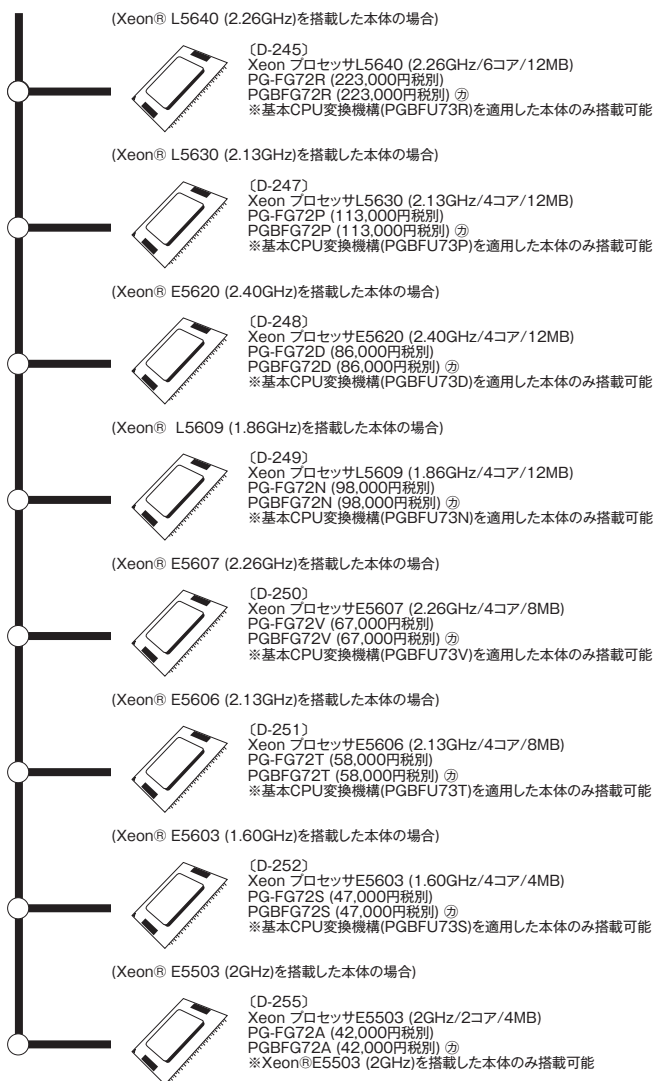 (Xeon® L5640 (2.26GHz)を搭載した本体の場合)
〔D-245〕
Xeon プロセッサL5640 (2.26GHz/6コア/12MB)
PG-FG72R (223,000円税別)
PGBFG72R (223,000円税別) ㋕
※基本CPU変換機構(PGBFU73R)を適用した本体のみ搭載可能
(Xeon® L5630 (2.13GHz)を搭載した本体の場合)
〔D-247〕
Xeon プロセッサL5630 (2.13GHz/4コア/12MB)
PG-FG72P (113,000円税別)
PGBFG72P (113,000円税別) ㋕
※基本CPU変換機構(PGBFU73P)を適用した本体のみ搭載可能
(Xeon® E5620 (2.40GHz)を搭載した本体の場合)
〔D-248〕
Xeon プロセッサE5620 (2.40GHz/4コア/12MB)
PG-FG72D (86,000円税別)
PGBFG72D (86,000円税別) ㋕
※基本CPU変換機構(PGBFU73D)を適用した本体のみ搭載可能
(Xeon® L5609 (1.86GHz)を搭載した本体の場合)
〔D-249〕
Xeon プロセッサL5609 (1.86GHz/4コア/12MB)
PG-FG72N (98,000円税別)
PGBFG72N (98,000円税別) ㋕
※基本CPU変換機構(PGBFU73N)を適用した本体のみ搭載可能
(Xeon® E5607 (2.26GHz)を搭載した本体の場合)
〔D-250〕
Xeon プロセッサE5607 (2.26GHz/4コア/8MB)
PG-FG72V (67,000円税別)
PGBFG72V (67,000円税別) ㋕
※基本CPU変換機構(PGBFU73V)を適用した本体のみ搭載可能
(Xeon® E5606 (2.13GHz)を搭載した本体の場合)
〔D-251〕
Xeon プロセッサE5606 (2.13GHz/4コア/8MB)
PG-FG72T (58,000円税別)
PGBFG72T (58,000円税別) ㋕
※基本CPU変換機構(PGBFU73T)を適用した本体のみ搭載可能
(Xeon® E5603 (1.60GHz)を搭載した本体の場合)
〔D-252〕
Xeon プロセッサE5603 (1.60GHz/4コア/4MB)
PG-FG72S (47,000円税別)
PGBFG72S (47,000円税別) ㋕
※基本CPU変換機構(PGBFU73S)を適用した本体のみ搭載可能
(Xeon® E5503 (2GHz)を搭載した本体の場合)
〔D-255〕
Xeon プロセッサE5503 (2GHz/2コア/4MB)
PG-FG72A (42,000円税別)
PGBFG72A (42,000円税別) ㋕
※Xeon®E5503 (2GHz)を搭載した本体のみ搭載可能